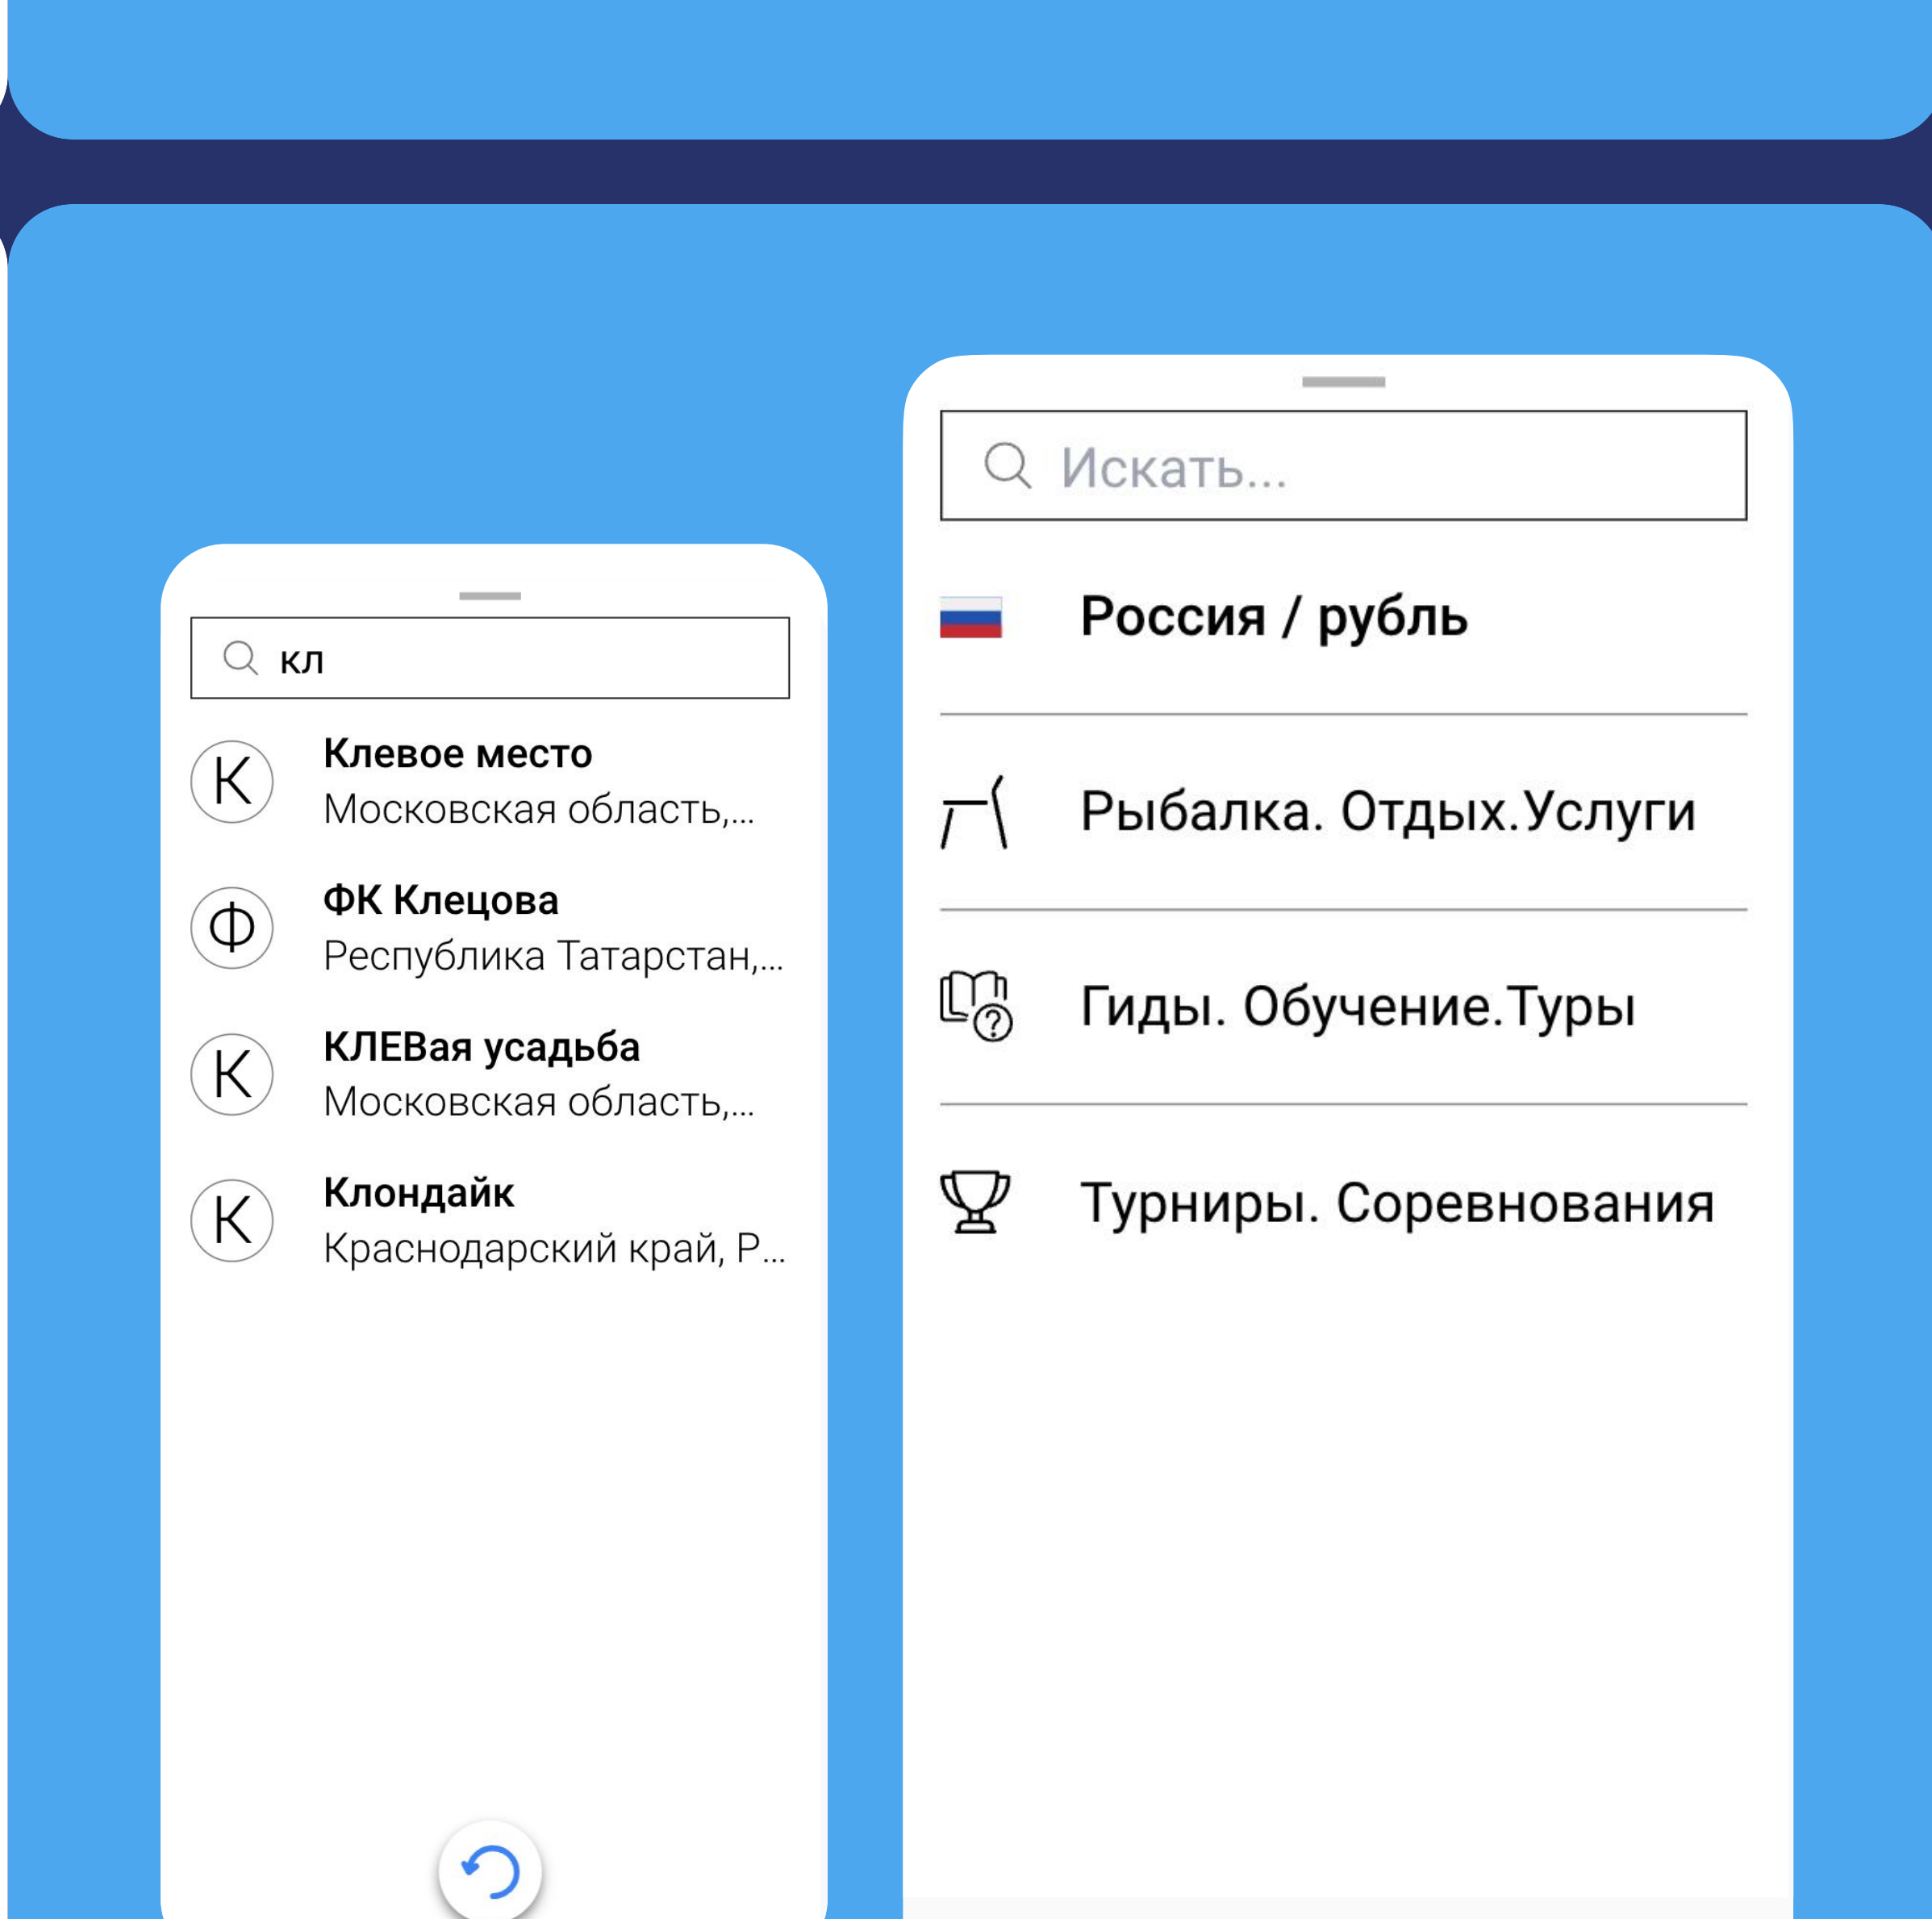 кл
К
Клевое место
Московская область,...
Ф
ФК Клецова
Республика Татарстан,...
К
КЛЕВая усадьба
Московская область,...
К
Клондайк
Краснодарский край, Р...
Искать...
Россия / рубль
Рыбалка. Отдых.Услуги
?
Гиды. Обучение.Туры
Турниры. Соревнования